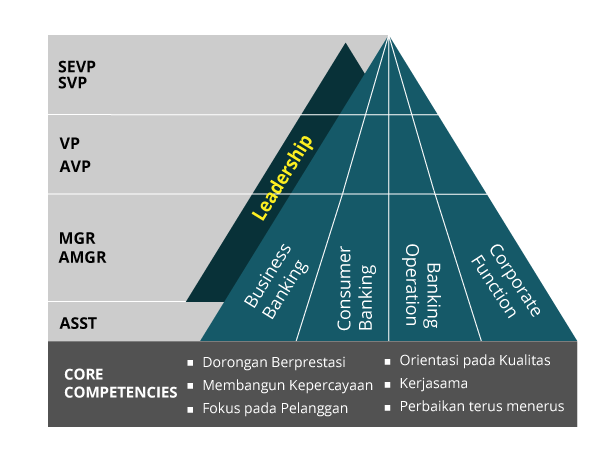 SEVP
SVP
VP
AVP
MGR
AMGR
ASST
Leadership
Business
Banking
Consumer
Banking
Banking
Operation
Corporate
Function
CORE
COMPETENCIES
Dorongan Berprestasi
Membangun Kepercayaan
Fokus pada Pelanggan
Orientasi pada Kualitas
Kerjasama
Perbaikan terus menerus